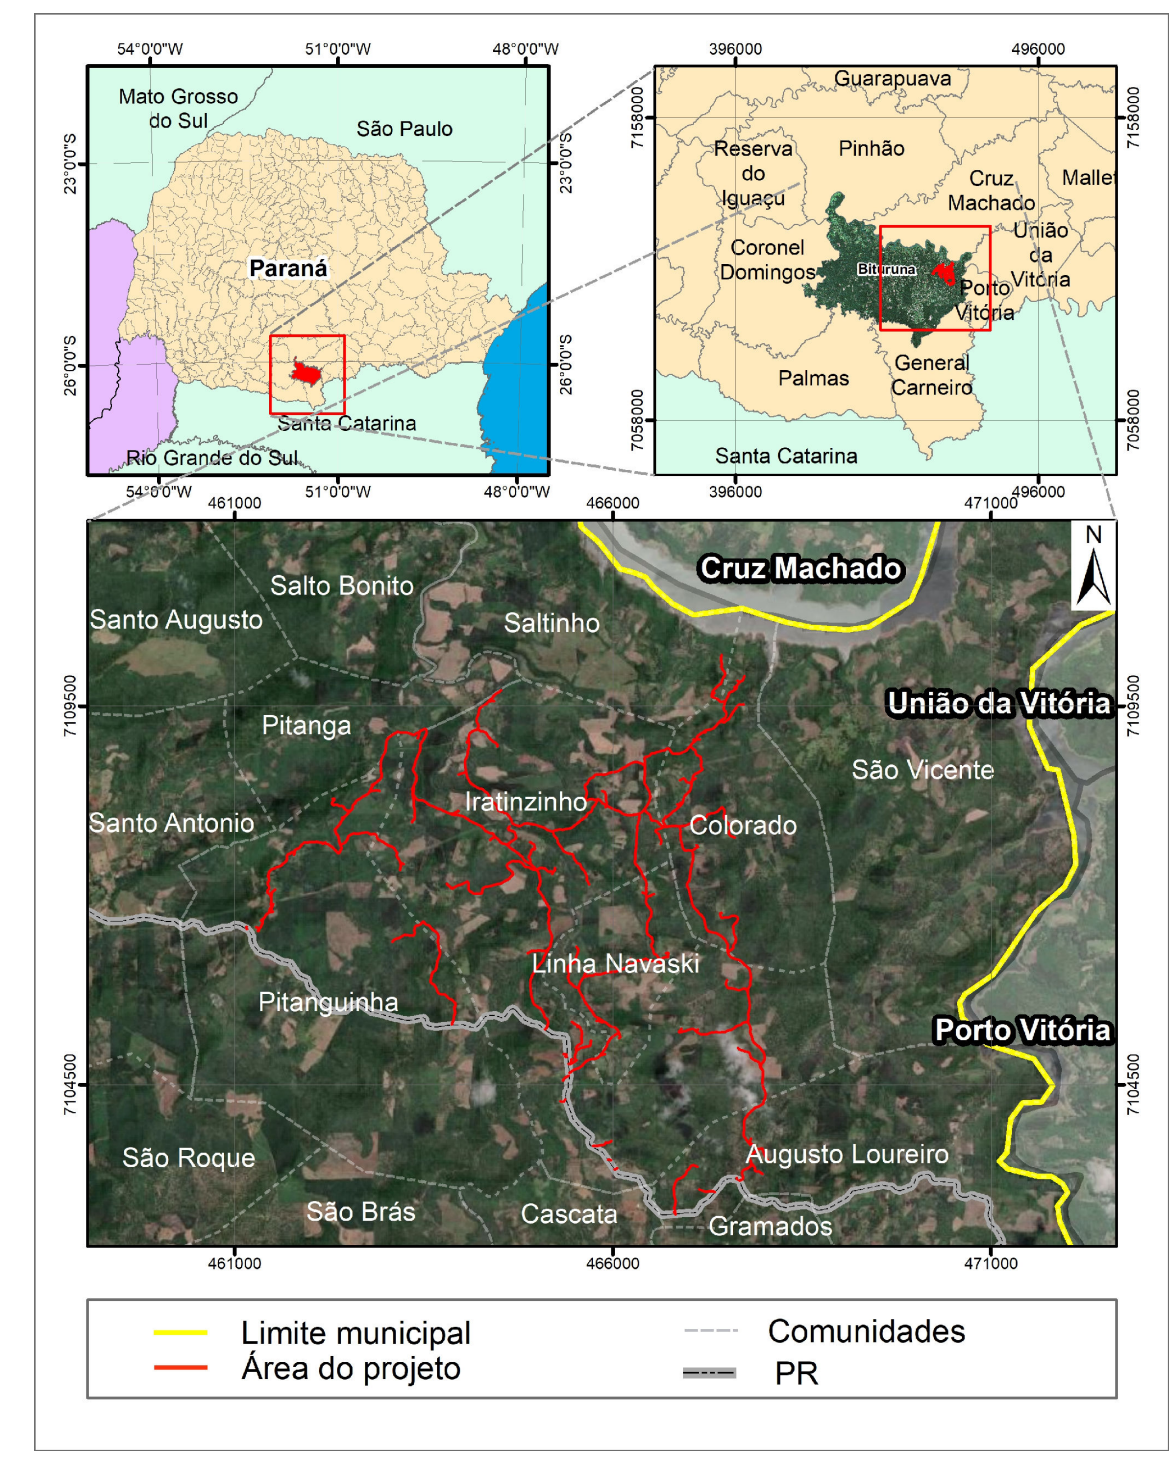 54°0'0"W
51°0'0"W
48°0'0"W
23°0'0"S
26°0'0"S
Mato Grosso
do Sul
São Paulo
Paraná
Santa Catarina
Rio Grande do Sul
23°0'0"S
26°0'0"S
54°0'0"W
51°0'0"W
48°0'0"W
396000
496000
7158000
7058000
Guarapuava
Reserva
do
Iguaçu
Pinhão
Cruz
Machado
Mallet
União
da
Vitória
Coronel
Domingos
Bituruna
Porto
Vitória
General
Carneiro
Palmas
Santa Catarina
7158000
7058000
396000
496000
461000
466000
471000
7109500
7104500
N
Cruz Machado
Salto Bonito
Santo Augusto
Saltinho
União da Vitória
Pitanga
São Vicente
Iratinzinho
Santo Antonio
Colorado
Linha Navaski
Pitanguinha
Porto Vitória
São Roque
Augusto Loureiro
São Brás
Cascata
Gramados
7109500
7104500
461000
466000
471000
Limite municipal
Área do projeto
Comunidades
PR